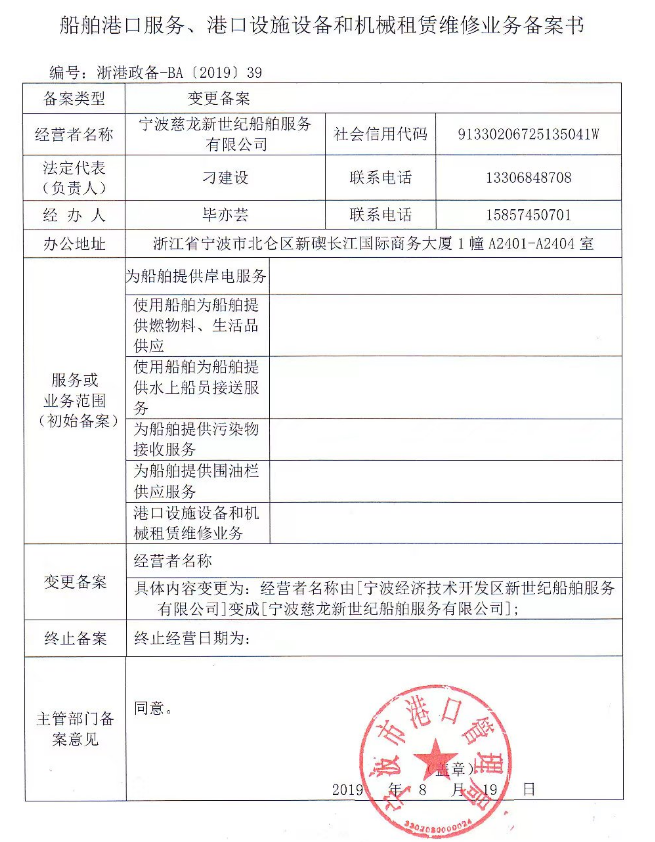 船舶港口服务、港口设施设备和机械租赁维修业务备案书
编号：浙港政备-BA〔2019〕39
备案类型 变更备案
经营者名称 宁波慈龙新世纪船舶服务有限公司 社会信用代码 91330206725135041W
法定代表（负责人） 刁建设 联系电话 13306848708
经 办 人 毕亦芸 联系电话 15857450701
办公地址 浙江省宁波市北仑区新碶长江国际商务大厦1幢A2401-A2404室
服务或
业务范围
（初始备案）
为船舶提供岸电服务
使用船舶为船舶提
供燃物料、生活品
供应
使用船舶为船舶提
供水上船员接送服
务
为船舶提供污染物
接收服务
为船舶提供围油栏
供应服务
港口设施设备和机
械租赁维修业务
变更备案
经营者名称
具体内容变更为：经营者名称由[宁波经济技术开发区新世纪船舶服务
有限公司]变成[宁波慈龙新世纪船舶服务有限公司];
终止备案 终止经营日期为:
主管部门备
案意见
同意。
宁波市港口管理局
（盖章）
2019 年 8 月 19 日
3302080000024